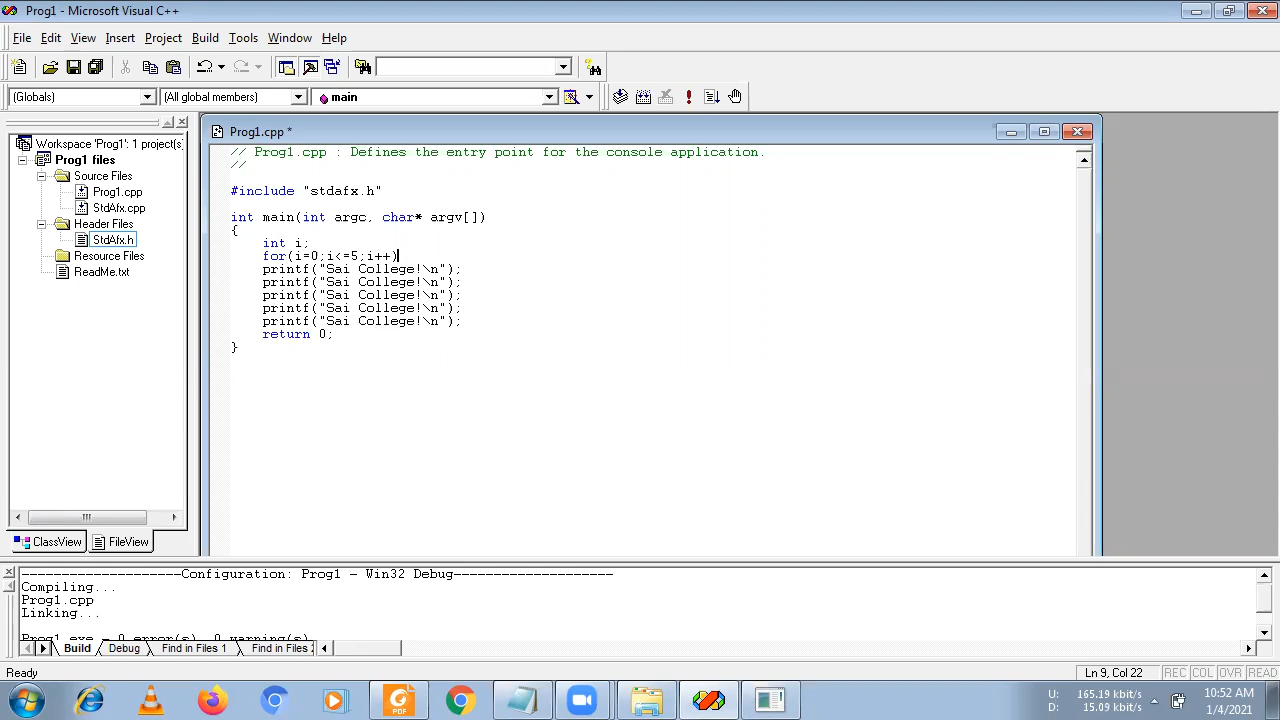 Prog1 - Microsoft Visual C++
File Edit View Insert Project Build Tools Window Help
(Globals) (All global members) main
Workspace 'Prog1': 1 project(s
Prog1 files
Source Files
Prog1.cpp
StdAfx.cpp
Header Files
StdAfx.h
Resource Files
ReadMe.txt
ClassView FileView
Prog1.cpp *
// Prog1.cpp : Defines the entry point for the console application.
//
#include "stdafx.h"
int main(int argc, char* argv[])
{
int i;
for(i=0;i<=5;i++)
printf("Sai College!\n");
printf("Sai College!\n");
printf("Sai College!\n");
printf("Sai College!\n");
printf("Sai College!\n");
return 0;
}
--------------------Configuration: Prog1 - Win32 Debug--------------------
Compiling...
Prog1.cpp
Linking...
Prog1.exe - 0 error(s), 0 warning(s)
Build Debug Find in Files 1 Find in Files 2
Ready Ln 9, Col 22 REC COL OVR READ
PDF
U: 165.19 kbit/s
D: 15.09 kbit/s
10:52 AM
1/4/2021